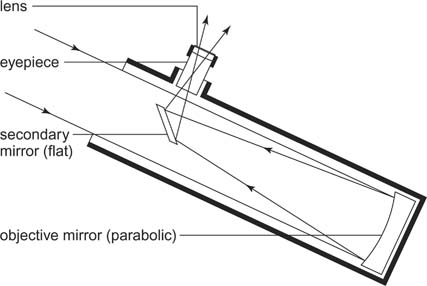 lens
eyepiece
secondary
mirror (flat)
objective mirror (parabolic)